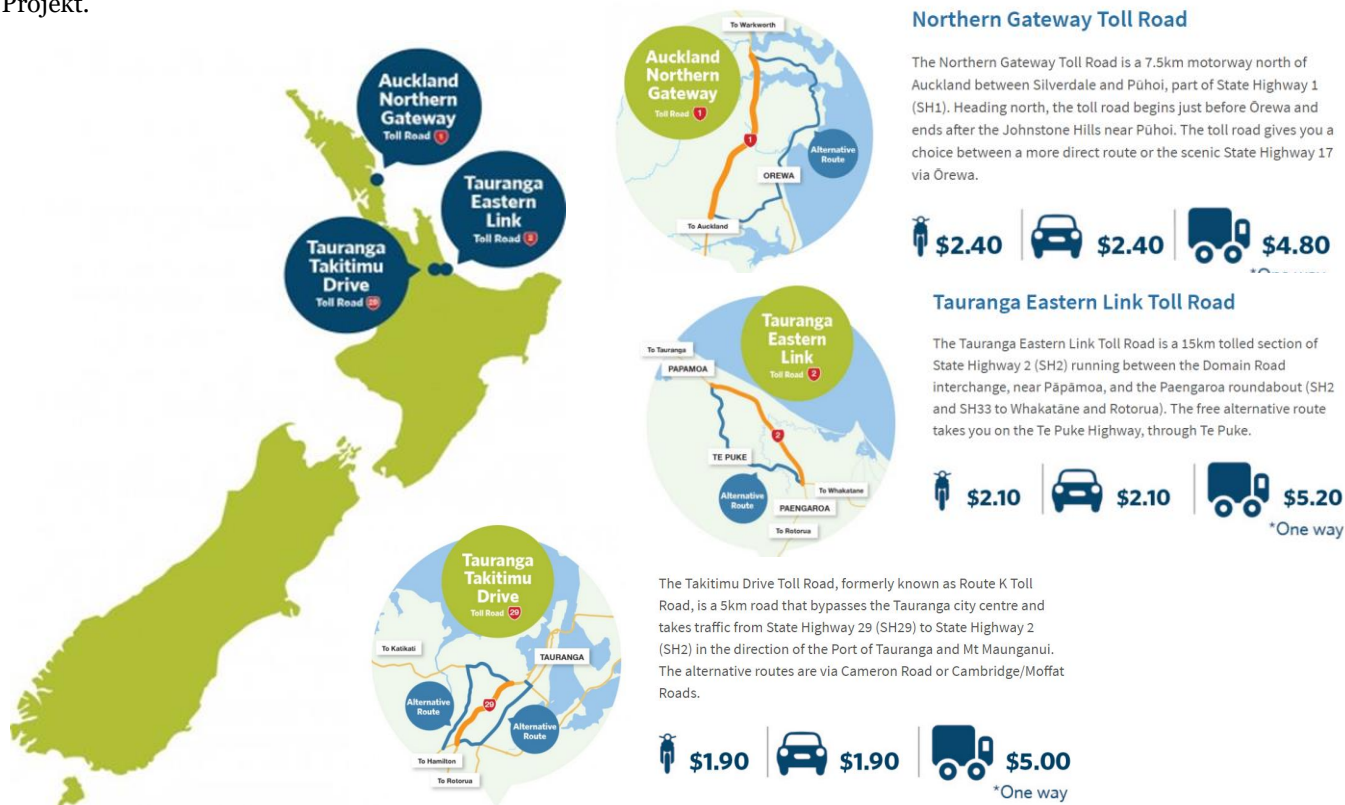 Projekt.
Auckland
Northern
Gateway
Toll Road 1
Tauranga
Eastern
Link
Toll Road 2
Tauranga
Takitimu
Drive
Toll Road 29
To Warkworth
Auckland
Northern
Gateway
Toll Road 1
1
Alternative
Route
OREWA
To Auckland
Northern Gateway Toll Road
The Northern Gateway Toll Road is a 7.5km motorway north of
Auckland between Silverdale and Pūhoi, part of State Highway 1
(SH1). Heading north, the toll road begins just before Ōrewa and
ends after the Johnstone Hills near Pūhoi. The toll road gives you a
choice between a more direct route or the scenic State Highway 17
via Ōrewa.
$2.40 $2.40 $4.80
*One way
Tauranga
Eastern
Link
Toll Road 2
To Tauranga
PAPAMOA
2
TE PUKE
Alternative
Route
To Whakatane
PAENGAROA
To Rotorua
Tauranga Eastern Link Toll Road
The Tauranga Eastern Link Toll Road is a 15km tolled section of
State Highway 2 (SH2) running between the Domain Road
interchange, near Pāpāmoa, and the Paengaroa roundabout (SH2
and SH33 to Whakatāne and Rotorua). The free alternative route
takes you on the Te Puke Highway, through Te Puke.
$2.10 $2.10 $5.20
*One way
Tauranga
Takitimu
Drive
Toll Road 29
To Katikati
TAURANGA
29
Alternative
Route
Alternative
Route
To Hamilton
To Rotorua
The Takitimu Drive Toll Road, formerly known as Route K Toll
Road, is a 5km road that bypasses the Tauranga city centre and
takes traffic from State Highway 29 (SH29) to State Highway 2
(SH2) in the direction of the Port of Tauranga and Mt Maunganui.
The alternative routes are via Cameron Road or Cambridge/Moffat
Roads.
$1.90 $1.90 $5.00
*One way